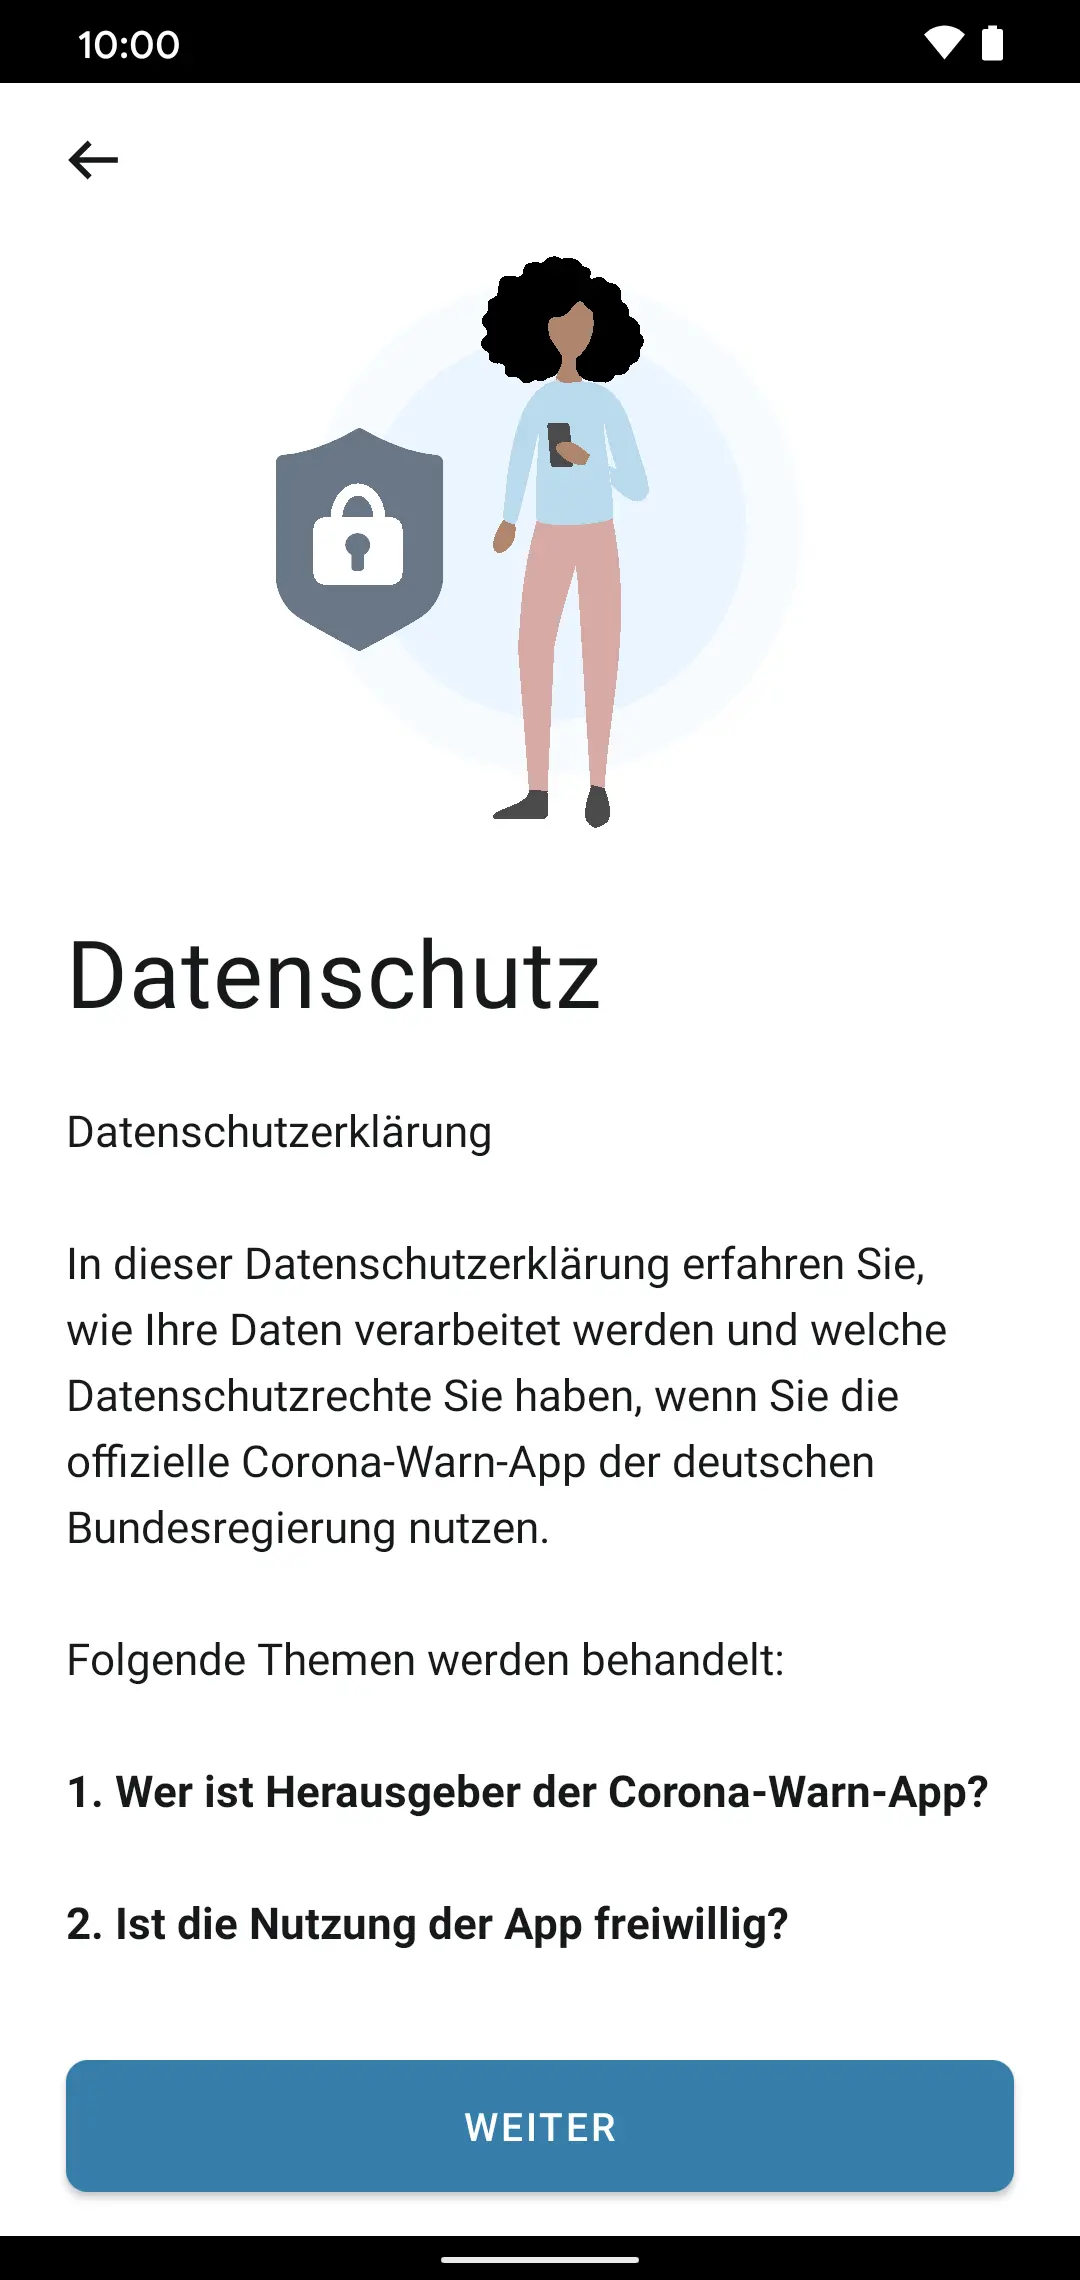 10:00
Datenschutz
Datenschutzerklärung
In dieser Datenschutzerklärung erfahren Sie,
wie Ihre Daten verarbeitet werden und welche
Datenschutzrechte Sie haben, wenn Sie die
offizielle Corona-Warn-App der deutschen
Bundesregierung nutzen.
Folgende Themen werden behandelt:
1. Wer ist Herausgeber der Corona-Warn-App?
2. Ist die Nutzung der App freiwillig?
WEITER